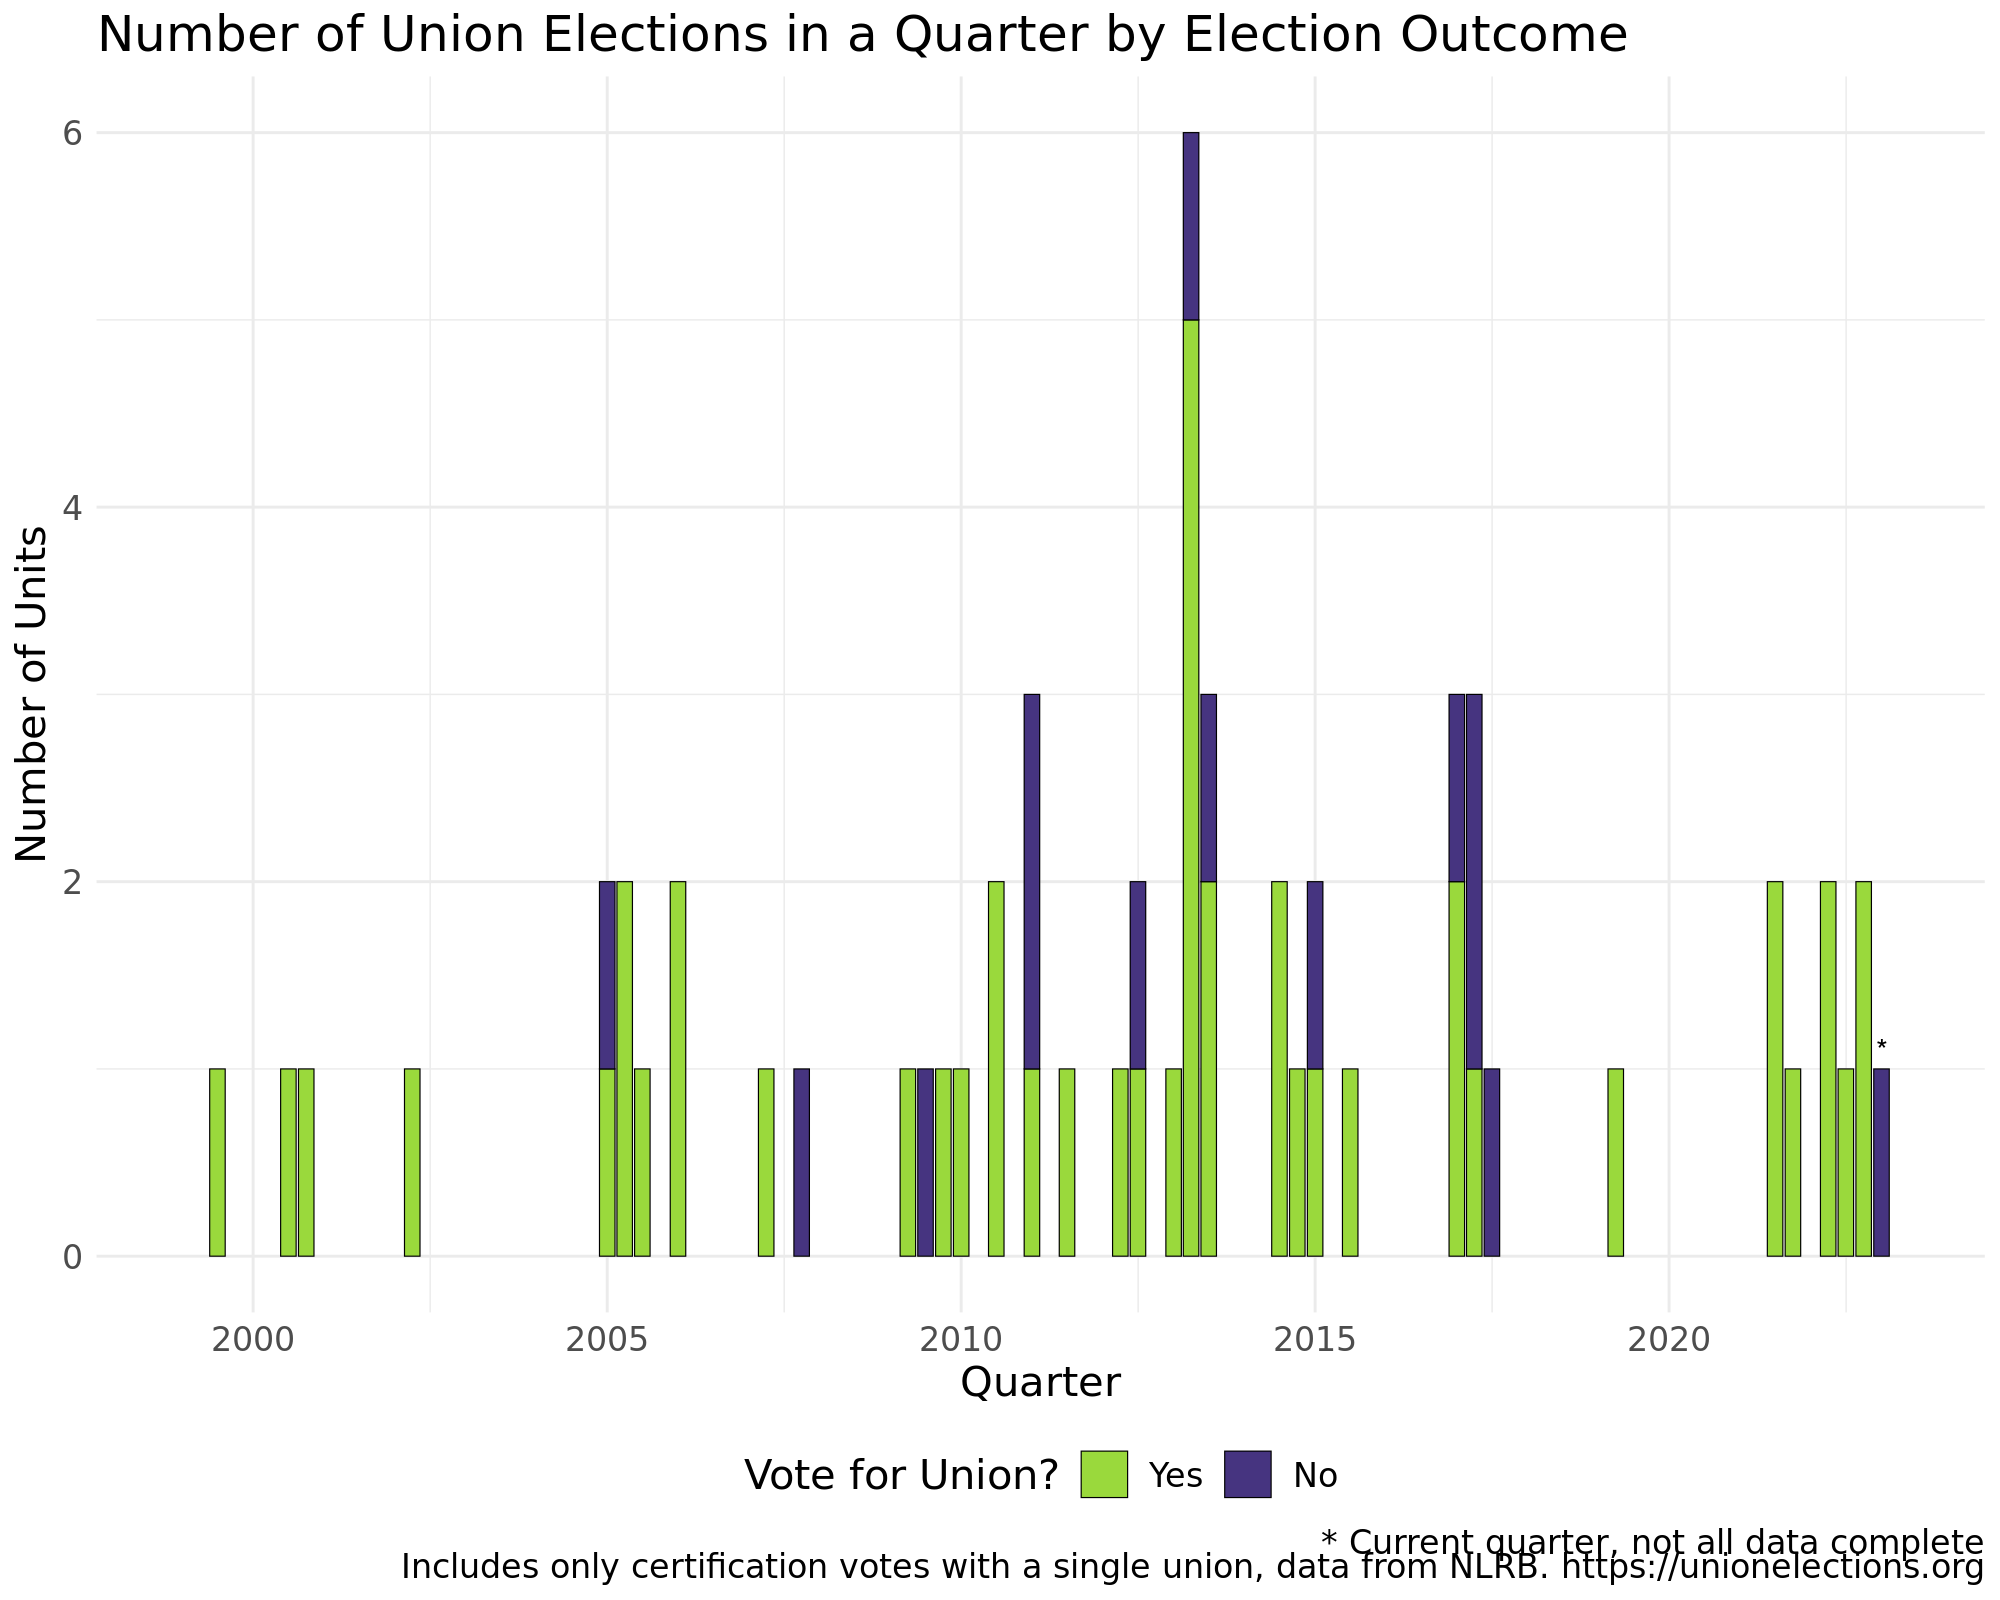 Number of Union Elections in a Quarter by Election Outcome
6
4
2
0
Number of Units
*
2000 2005 2010 2015 2020
Quarter
Vote for Union? Yes No
* Current quarter, not all data complete
Includes only certification votes with a single union, data from NLRB. https://unionelections.org